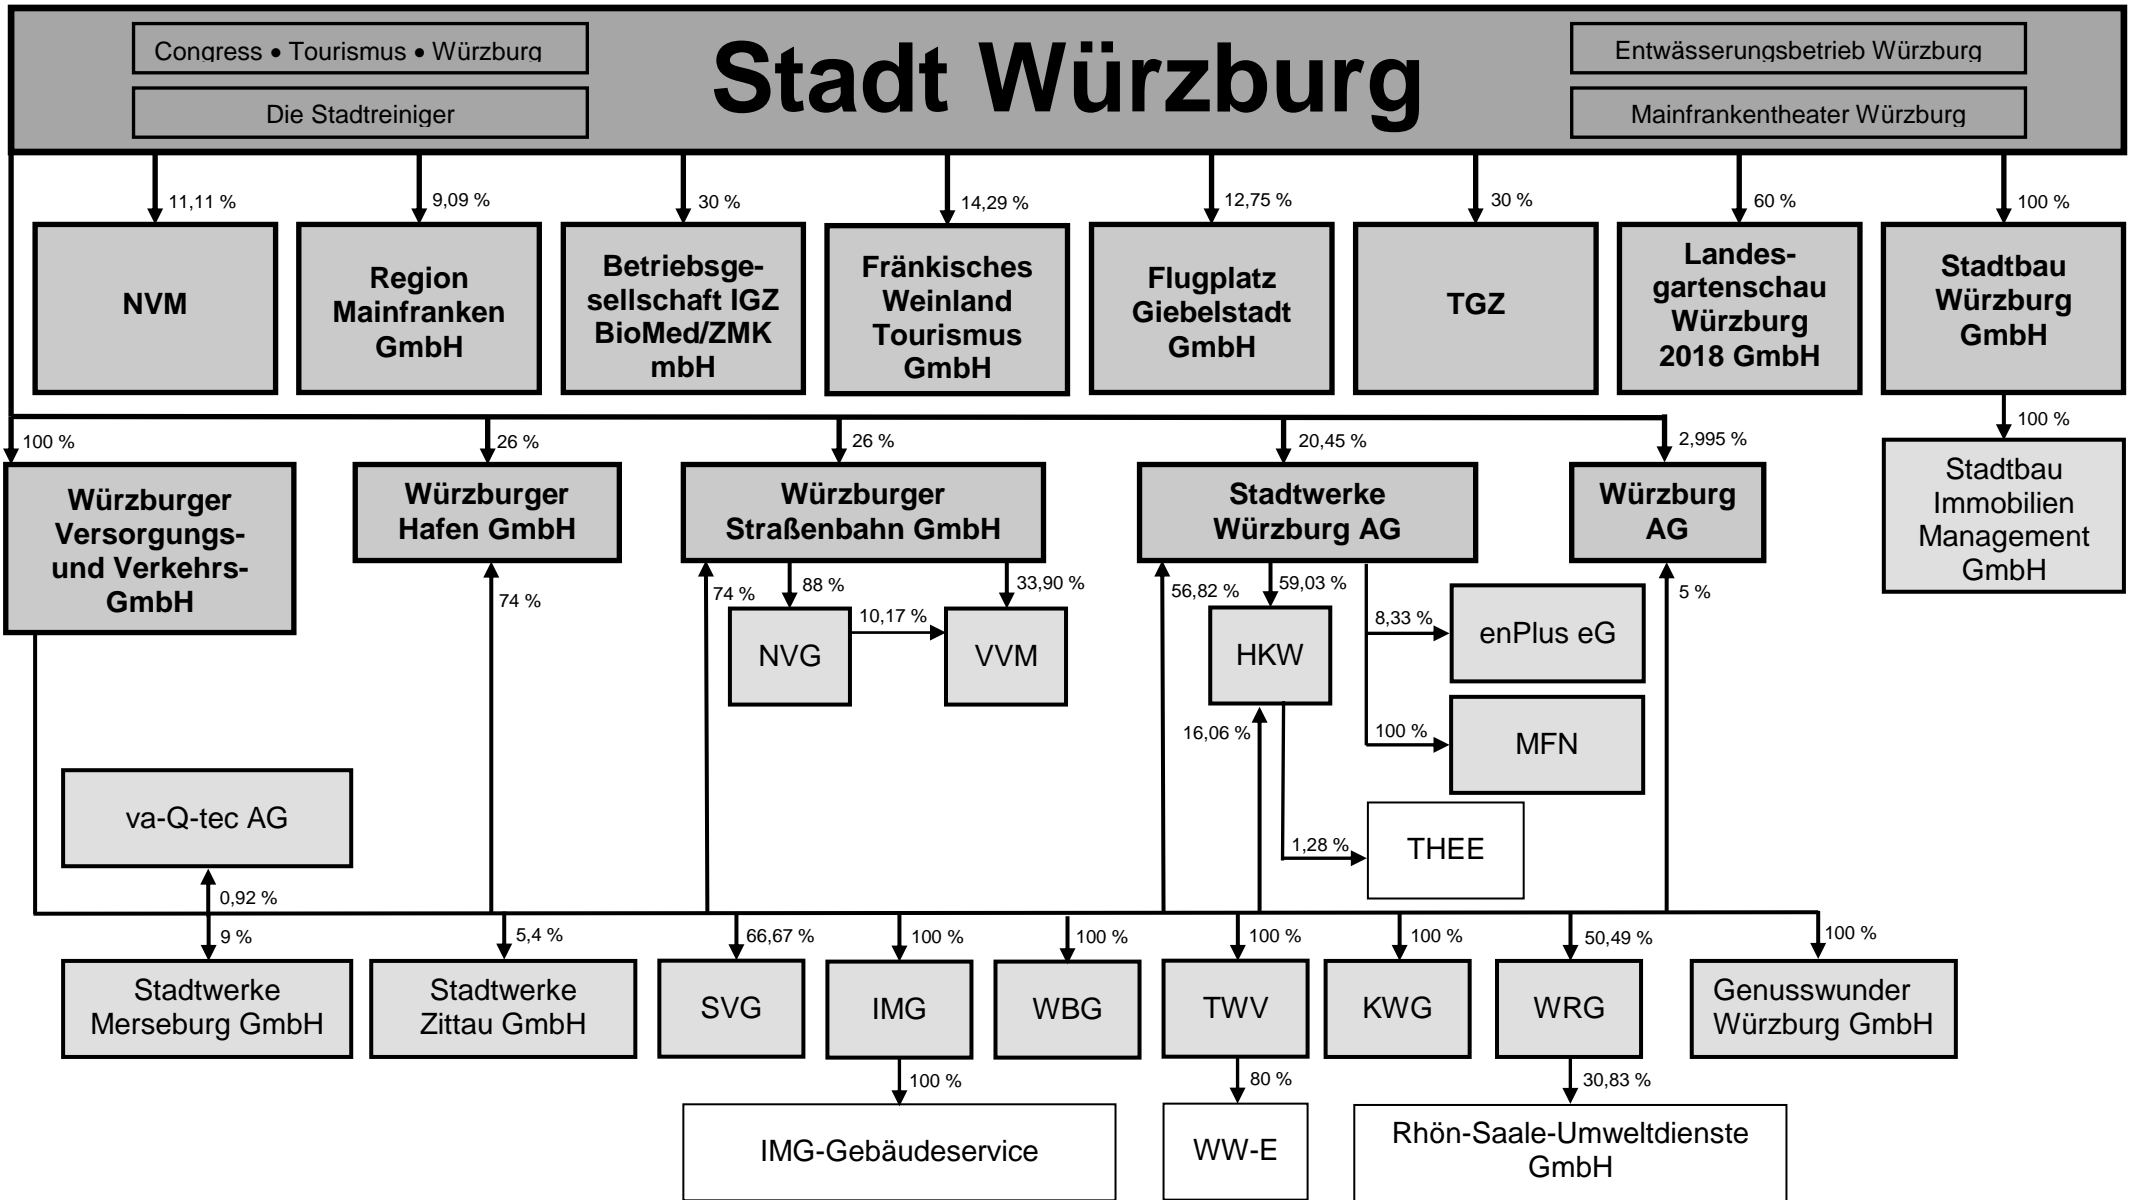 Congress • Tourismus • Würzburg
Die Stadtreiniger
Stadt Würzburg
Entwässerungsbetrieb Würzburg
Mainfrankentheater Würzburg
11,11 %
9,09 %
30 %
14,29 %
12,75 %
30 %
60 %
100 %
NVM
Region
Mainfranken
GmbH
Betriebsge-
sellschaft IGZ
BioMed/ZMK
mbH
Fränkisches
Weinland
Tourismus
GmbH
Flugplatz
Giebelstadt
GmbH
TGZ
Landes-
gartenschau
Würzburg
2018 GmbH
Stadtbau
Würzburg
GmbH
100 %
26 %
26 %
20,45 %
2,995 %
100 %
Würzburger
Versorgungs-
und Verkehrs-
GmbH
Würzburger
Hafen GmbH
Würzburger
Straßenbahn GmbH
Stadtwerke
Würzburg AG
Würzburg
AG
Stadtbau
Immobilien
Management
GmbH
74 %
74 %
88 %
33,90 %
56,82 %
59,03 %
5 %
10,17 %
8,33 %
NVG
VVM
HKW
enPlus eG
16,06 %
100 %
MFN
va-Q-tec AG
1,28 %
THEE
0,92 %
9 %
5,4 %
66,67 %
100 %
100 %
100 %
100 %
50,49 %
100 %
Stadtwerke
Merseburg GmbH
Stadtwerke
Zittau GmbH
SVG
IMG
WBG
TWV
KWG
WRG
Genusswunder
Würzburg GmbH
100 %
80 %
30,83 %
IMG-Gebäudeservice
WW-E
Rhön-Saale-Umweltdienste
GmbH